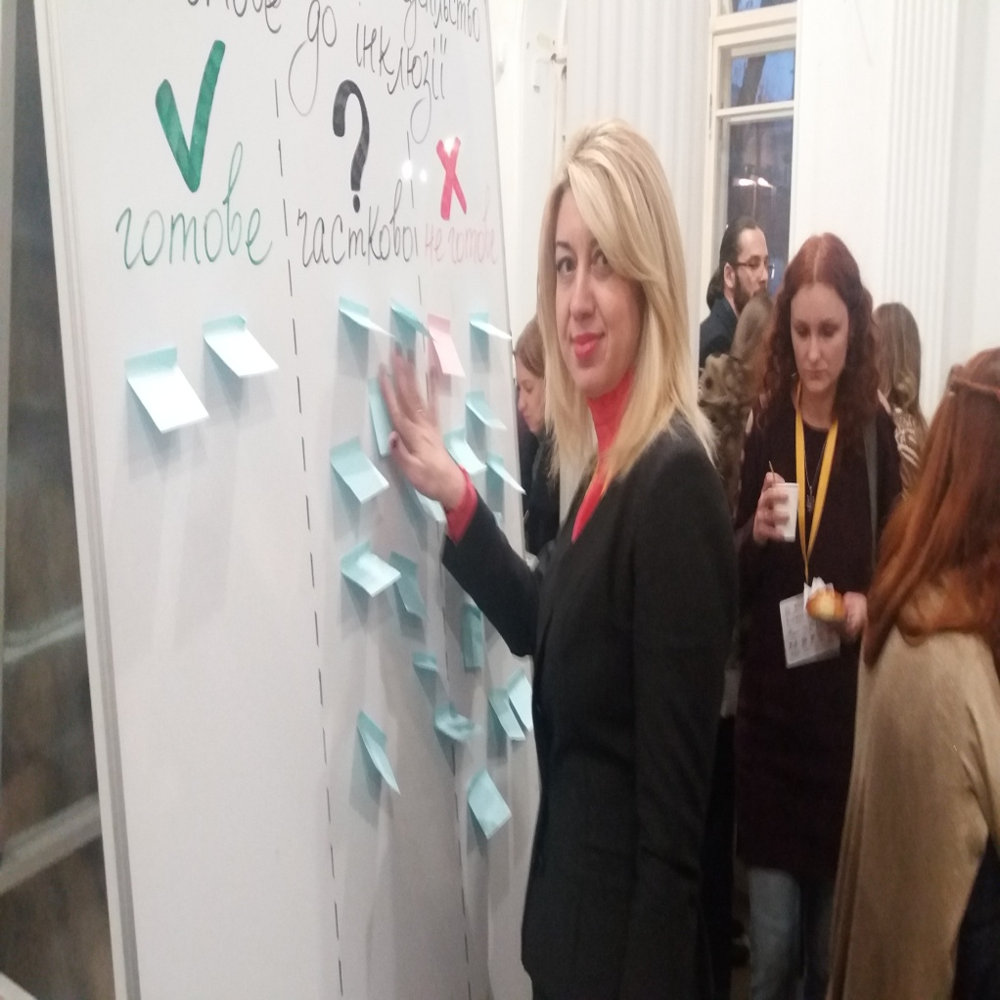 до інклюзії
✓ ? x
готове частково не готове